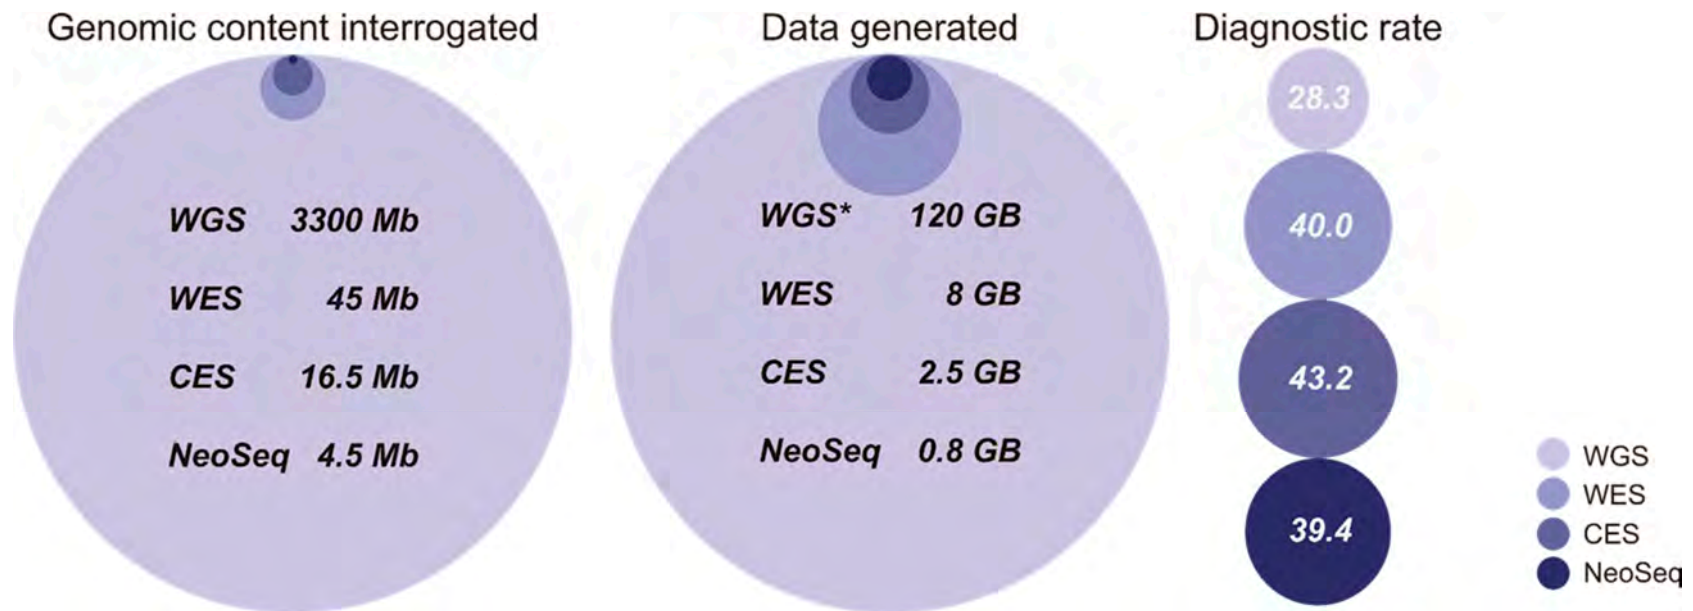 Genomic content interrogated
WGS 3300 Mb
WES 45 Mb
CES 16.5 Mb
NeoSeq 4.5 Mb
Data generated
WGS* 120 GB
WES 8 GB
CES 2.5 GB
NeoSeq 0.8 GB
Diagnostic rate
28.3
40.0
43.2
39.4
WGS
WES
CES
NeoSeq